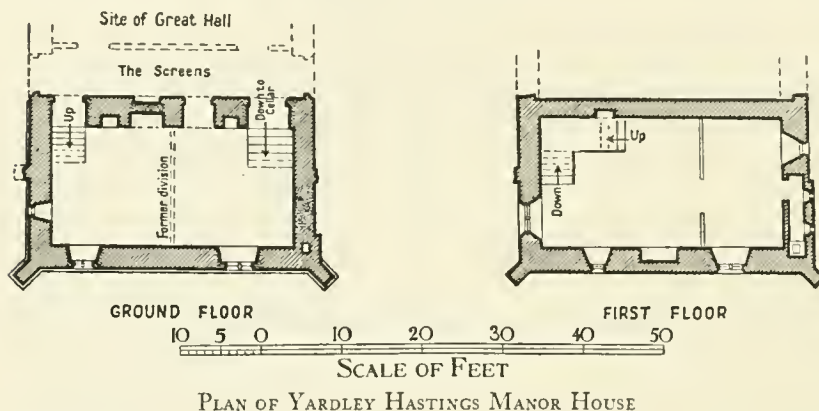 Site of Great Hall
The Screens
Up
Down to
Cellar
Former division
Up
Down
GROUND FLOOR
FIRST FLOOR
10 5 0 10 20 30 40 50
SCALE OF FEET
PLAN OF YARDLEY HASTINGS MANOR HOUSE